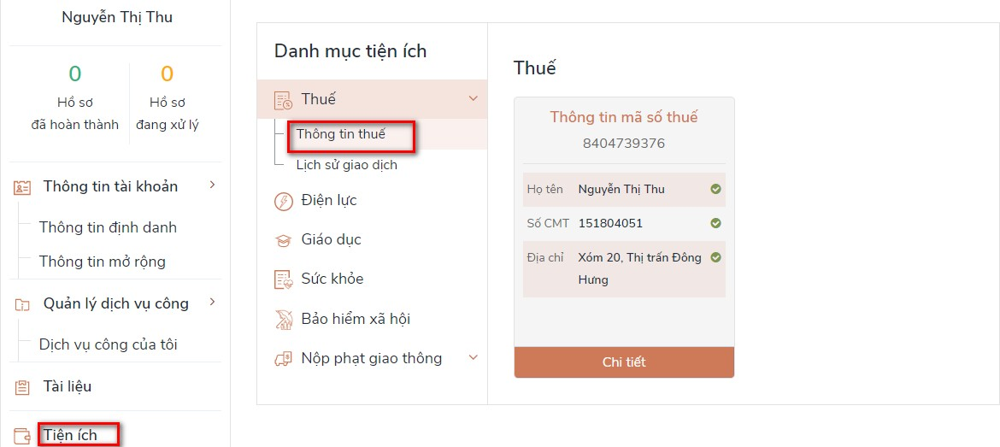 Nguyễn Thị Thu
0
Hồ sơ
đã hoàn thành
0
Hồ sơ
đang xử lý
Thông tin tài khoản
Thông tin định danh
Thông tin mở rộng
Quản lý dịch vụ công
Dịch vụ công của tôi
Tài liệu
Tiện ích
Danh mục tiện ích
Thuế
Thông tin thuế
Lịch sử giao dịch
Điện lực
Giáo dục
Sức khỏe
Bảo hiểm xã hội
Nộp phạt giao thông
Thuế
Thông tin mã số thuế
8404739376
Họ tên Nguyễn Thị Thu
Số CMT 151804051
Địa chỉ Xóm 20, Thị trấn Đông
Hưng
Chi tiết